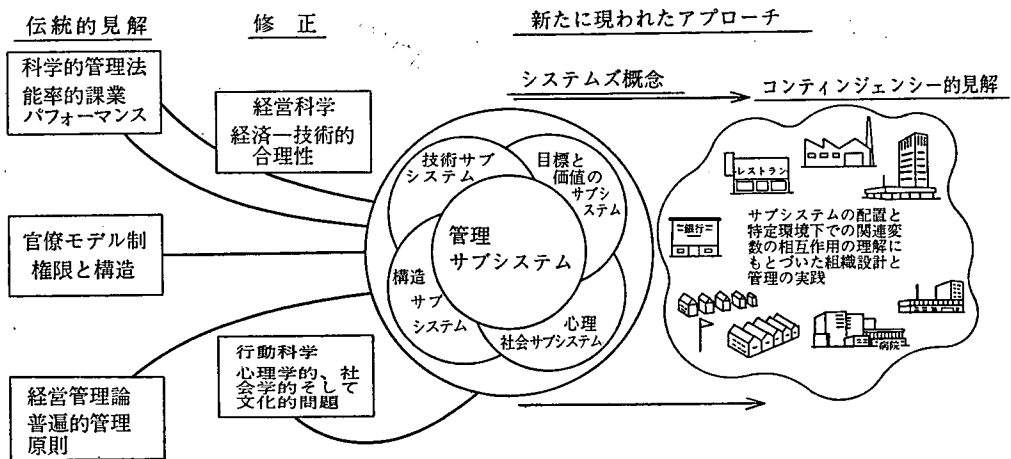 伝統的見解
修正
新たに現われたアプローチ
科学的管理法
能率的課業
パフォーマンス
経営科学
経済―技術的
合理性
官僚モデル制
権限と構造
経営管理論
普遍的管理
原則
行動科学
心理学的、社
会学的そして
文化的問題
システムズ概念
技術サブ
システム
目標と
価値の
サブシ
ステム
管理
サブシステム
構造
サブ
システム
心理
社会サブシステム
コンティンジェンシー的見解
レストラン
銀行
サブシステムの配置と
特定環境下での関連変
数の相互作用の理解に
もとづいた組織設計と
管理の実践
病院